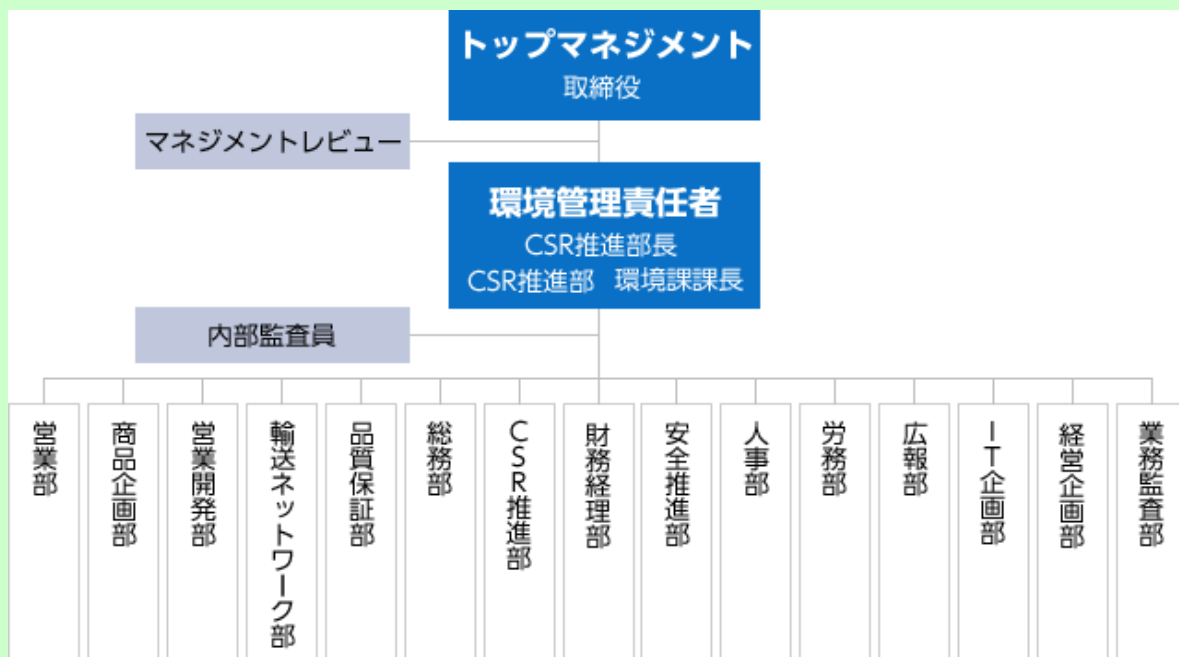 トップマネジメント
取締役
マネジメントレビュー
環境管理責任者
CSR推進部長
CSR推進部 環境課課長
内部監査員
営業部
商品企画部
営業開発部
輸送ネットワーク部
品質保証部
総務部
CSR推進部
財務経理部
安全推進部
人事部
労務部
広報部
IT企画部
経営企画部
業務監査部